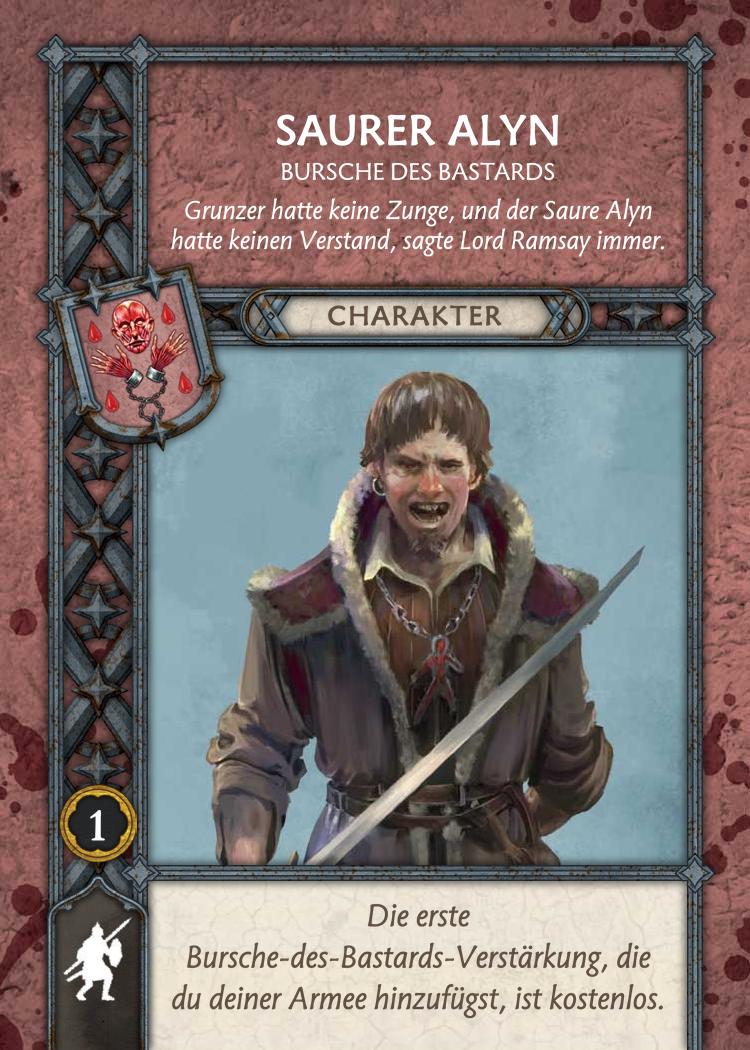 SAURER ALYN
BURSCHE DES BASTARDS
Grunzer hatte keine Zunge, und der Saure Alyn
hatte keinen Verstand, sagte Lord Ramsay immer.
CHARAKTER
1
Die erste
Bursche-des-Bastards-Verstärkung, die
du deiner Armee hinzufügst, ist kostenlos.